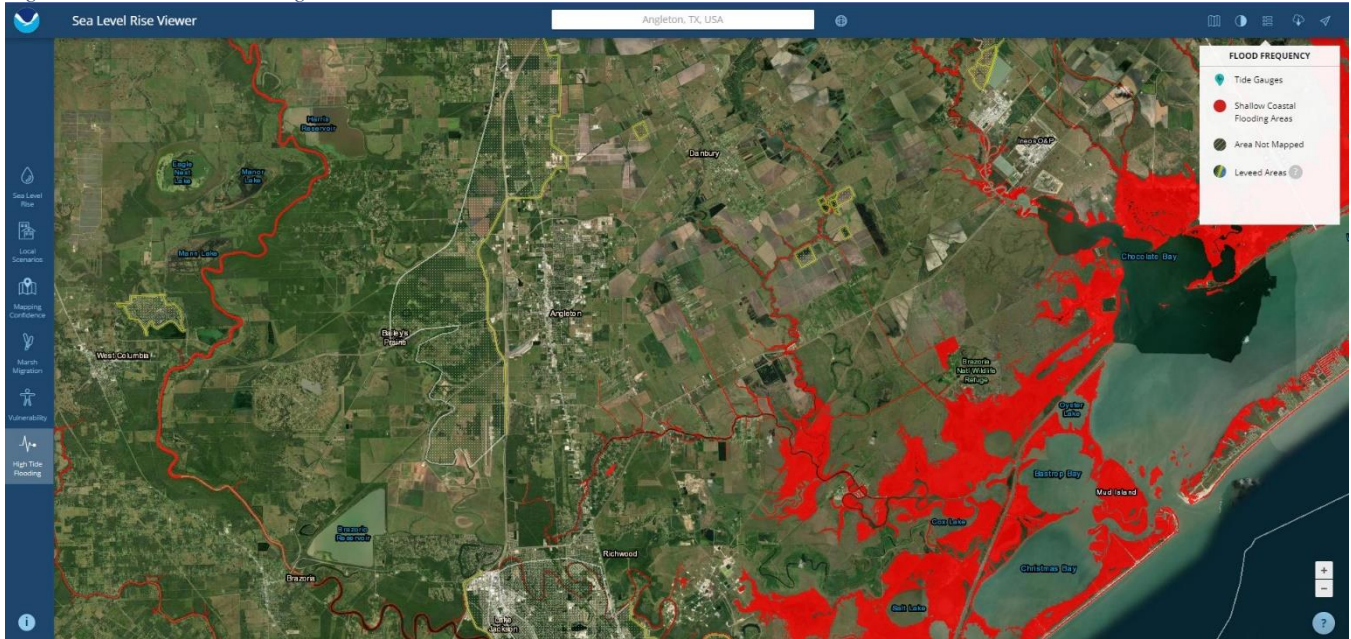 Sea Level Rise Viewer
Angleton, TX, USA
FLOOD FREQUENCY
Tide Gauges
Shallow Coastal
Flooding Areas
Area Not Mapped
Leveed Areas ?
Sea Level
Rise
Local
Scenarios
Mapping
Confidence
Marsh
Migration
Vulnerability
High Tide
Flooding
Harris
Reservoir
Eagle
Nest
Lake
Manor
Lake
Manit Lake
West Columbia
Bailey's
Prairie
Angleton
Danbury
Ineos O&P
Chocolate Bay
Brazoria
Natl Wildlife
Refuge
Oyster
Lake
Bastrop Bay
Mud Island
Cox Lake
Christmas Bay
Salt Lake
Richwood
Lake
Jackson
Brazoria
Reservoir
Brazoria
+
−
i
?